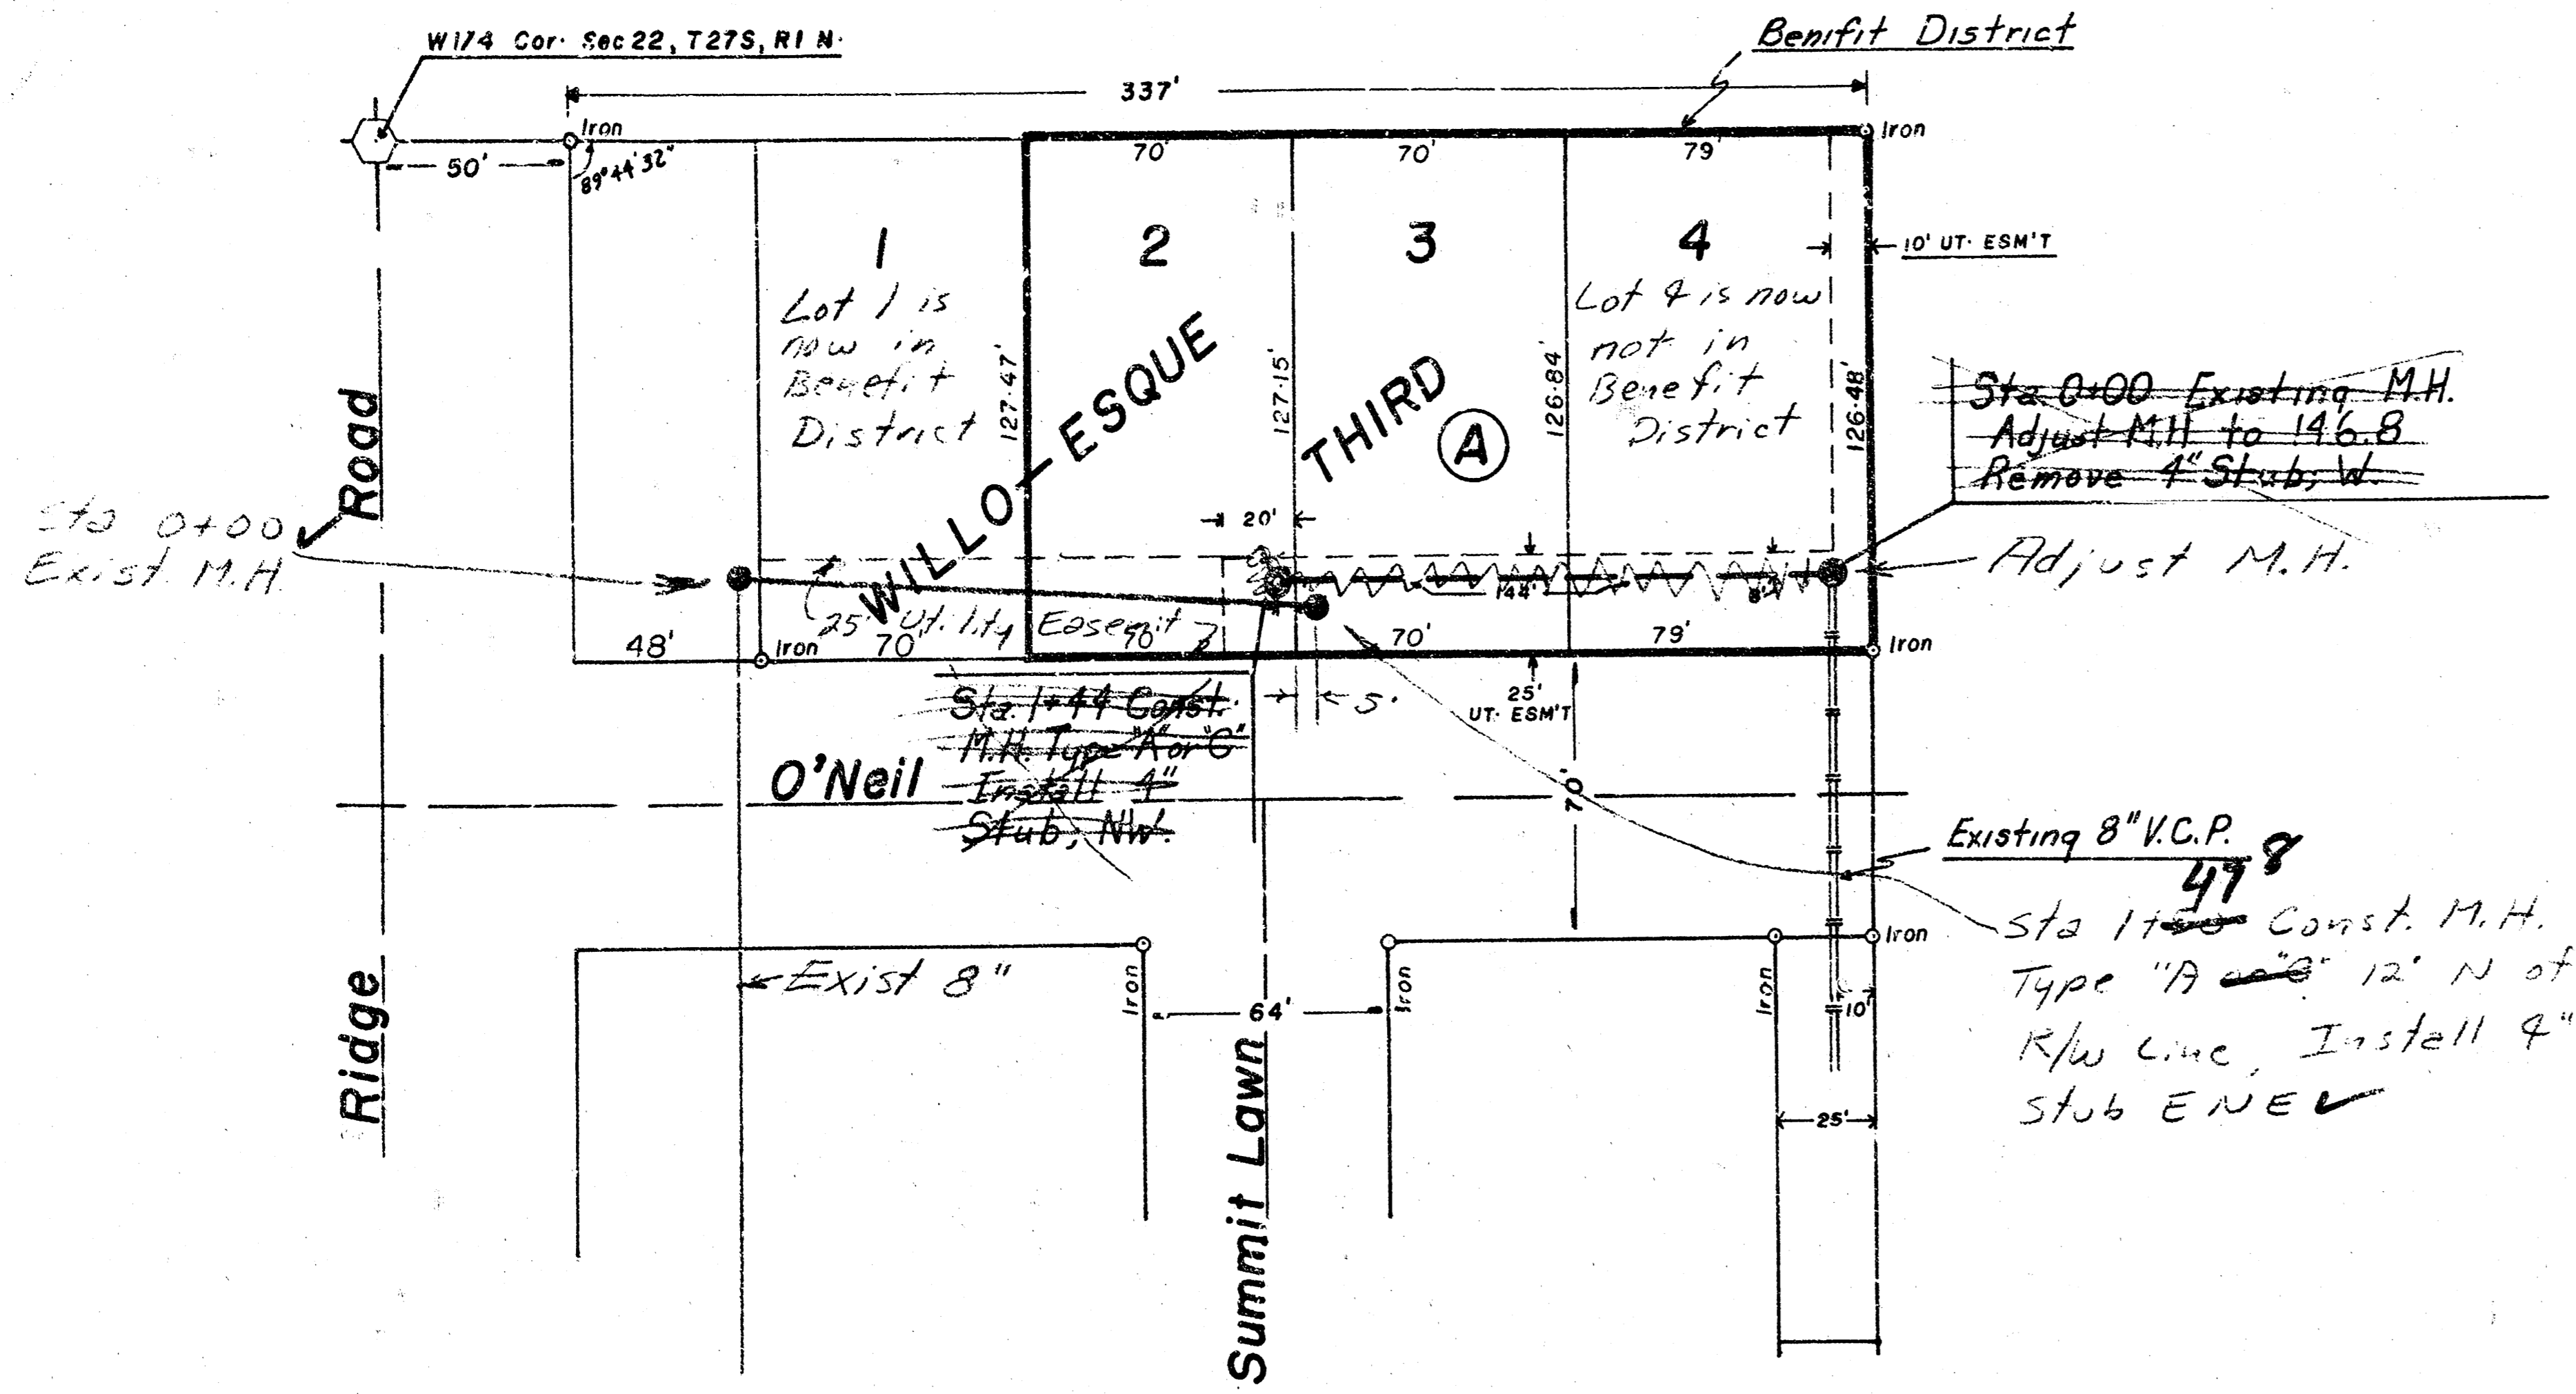 W1/4 Cor. Sec 22, T27S, R1 N.
Benifit District
337'
Iron
Iron
50'
89°44'32"
70'
70'
79'
1
2
3
4
10' UT. ESM'T
Lot 1 is
now in
Benefit
District
Lot 4 is now
not in
Benefit
District
127.47'
127.15'
126.84'
126.48'
WILLO-ESQUE
THIRD
A
Sta. 0+00 Existing M.H.
Adjust M.H to 146.8
Remove 4" Stub, W.
Road
Sta 0+00
Exist. M.H.
20'
Adjust M.H.
144'
8'
25' Utility Easemit
48'
Iron
70'
70'
70'
79'
Iron
Sta. 1+44 Const.
M.H. Type "A" or "C"
Install 4"
Stub, NW.
5'
25'
UT. ESM'T
O'Neil
70'
Existing 8" V.C.P.
47 8
Sta 1+50 Const. M.H.
Type "A or "C" 12' N of
R/W Line, Install 4"
Stub ENE
Iron
Exist 8"
Iron
64'
Iron
Iron
10'
25'
Ridge
Summit Lawn